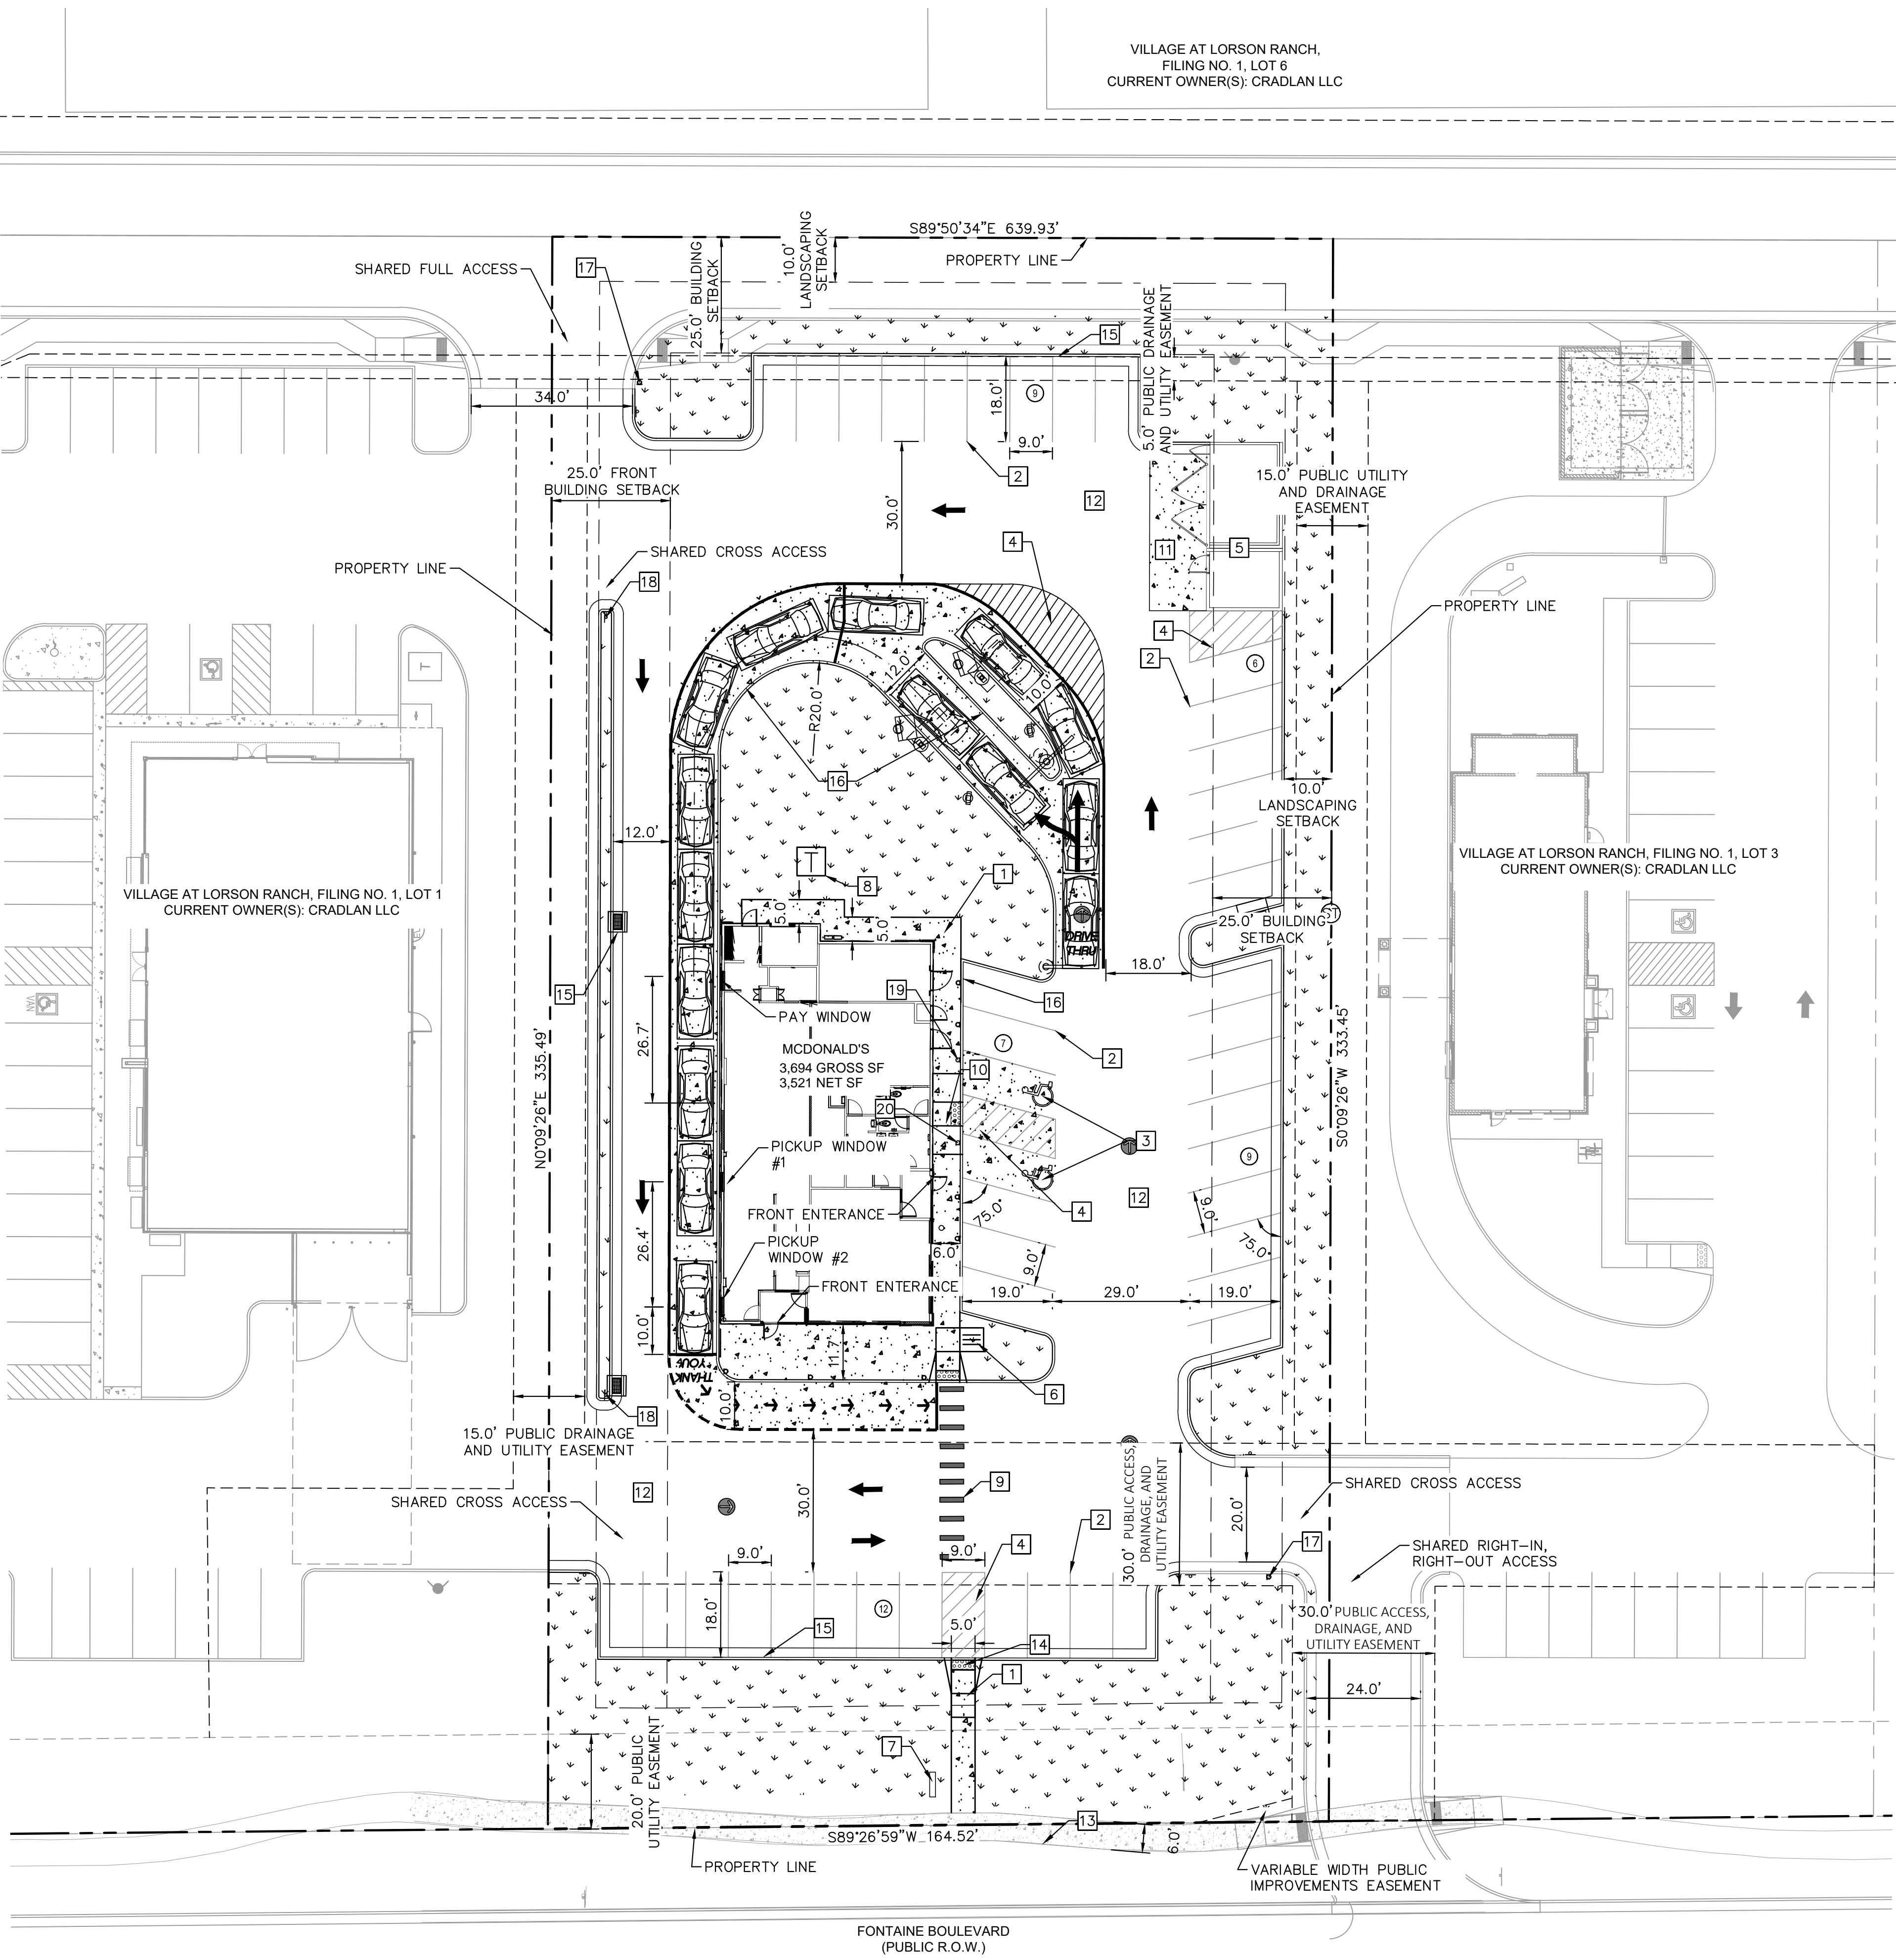 VILLAGE AT LORSON RANCH,
FILING NO. 1, LOT 6
CURRENT OWNER(S): CRADLAN LLC
S89°50'34"E 639.93'
PROPERTY LINE
SHARED FULL ACCESS
17
25.0' BUILDING
SETBACK
10.0'
LANDSCAPING
SETBACK
5.0' PUBLIC DRAINAGE
AND UTILITY EASEMENT
15
34.0'
18.0'
9
9.0'
2
25.0' FRONT
BUILDING SETBACK
30.0'
12
15.0' PUBLIC UTILITY
AND DRAINAGE
EASEMENT
4
11
5
SHARED CROSS ACCESS
PROPERTY LINE
18
PROPERTY LINE
4
2
6
12.0'
10.0'
R20.0'
16
T
10.0'
LANDSCAPING
SETBACK
12.0'
T
8
1
VILLAGE AT LORSON RANCH, FILING NO. 1, LOT 1
CURRENT OWNER(S): CRADLAN LLC
VILLAGE AT LORSON RANCH, FILING NO. 1, LOT 3
CURRENT OWNER(S): CRADLAN LLC
5.0'
5.0'
DRIVE
THRU
25.0' BUILDING
SETBACK
ST
18.0'
15
VAN
19
16
PAY WINDOW
26.7'
N0°09'26"E 335.49'
S0°09'26"W 333.45'
MCDONALD'S
3,694 GROSS SF
3,521 NET SF
7
2
10
20
3
PICKUP WINDOW
#1
9
4
12
75.0°
9.0'
75.0°
FRONT ENTERANCE
26.4'
PICKUP
WINDOW #2
6.0'
9.0'
FRONT ENTERANCE
19.0'
29.0'
19.0'
10.0'
11.7'
THANK
YOU
6
10.0'
18
15.0' PUBLIC DRAINAGE
AND UTILITY EASEMENT
12
SHARED CROSS ACCESS
30.0'
9
30.0' PUBLIC ACCESS,
DRAINAGE, AND
UTILITY EASEMENT
2
20.0'
SHARED CROSS ACCESS
17
SHARED RIGHT-IN,
RIGHT-OUT ACCESS
9.0'
9.0'
4
18.0'
12
15
5.0'
14
30.0' PUBLIC ACCESS,
DRAINAGE, AND
UTILITY EASEMENT
1
24.0'
20.0' PUBLIC
UTILITY EASEMENT
7
13
S89°26'59"W 164.52'
6.0'
PROPERTY LINE
VARIABLE WIDTH PUBLIC
IMPROVEMENTS EASEMENT
FONTAINE BOULEVARD
(PUBLIC R.O.W.)